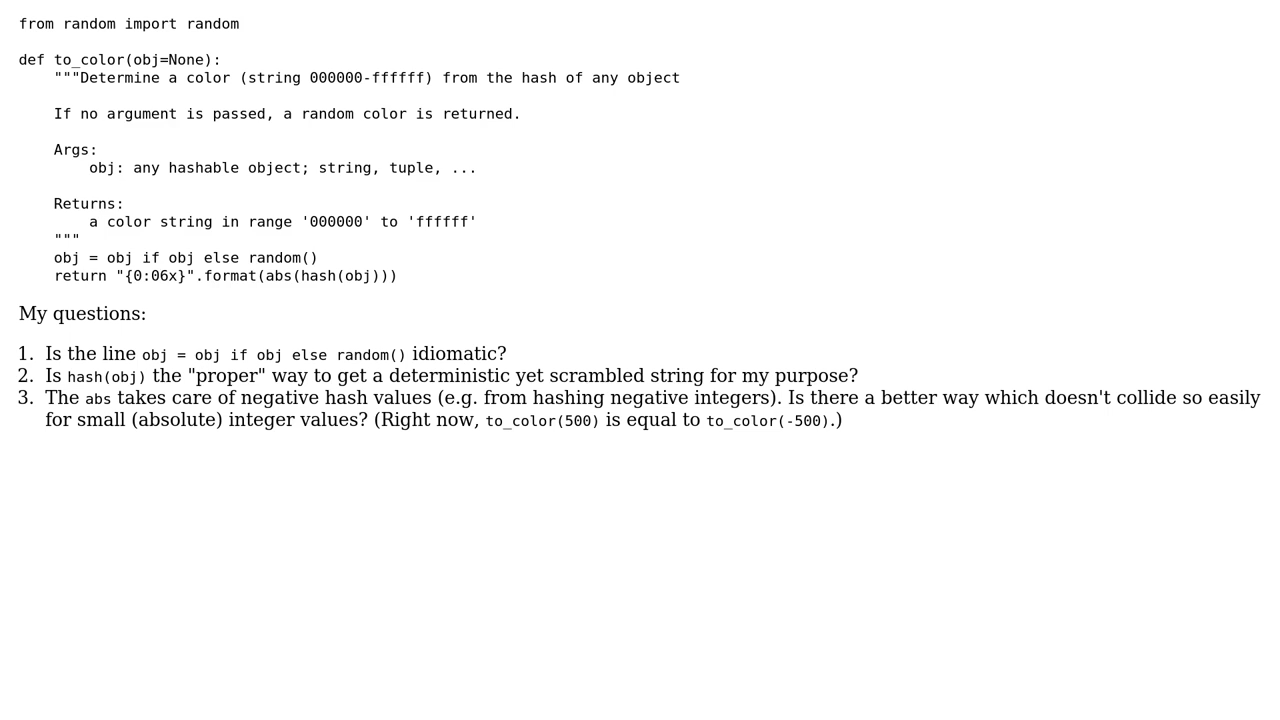 from random import random

def to_color(obj=None):
    """Determine a color (string 000000-ffffff) from the hash of any object

    If no argument is passed, a random color is returned.

    Args:
        obj: any hashable object; string, tuple, ...

    Returns:
        a color string in range '000000' to 'ffffff'
    """
    obj = obj if obj else random()
    return "{0:06x}".format(abs(hash(obj)))

My questions:

1. Is the line obj = obj if obj else random() idiomatic?
2. Is hash(obj) the "proper" way to get a deterministic yet scrambled string for my purpose?
3. The abs takes care of negative hash values (e.g. from hashing negative integers). Is there a better way which doesn't collide so easily
for small (absolute) integer values? (Right now, to_color(500) is equal to to_color(-500).)